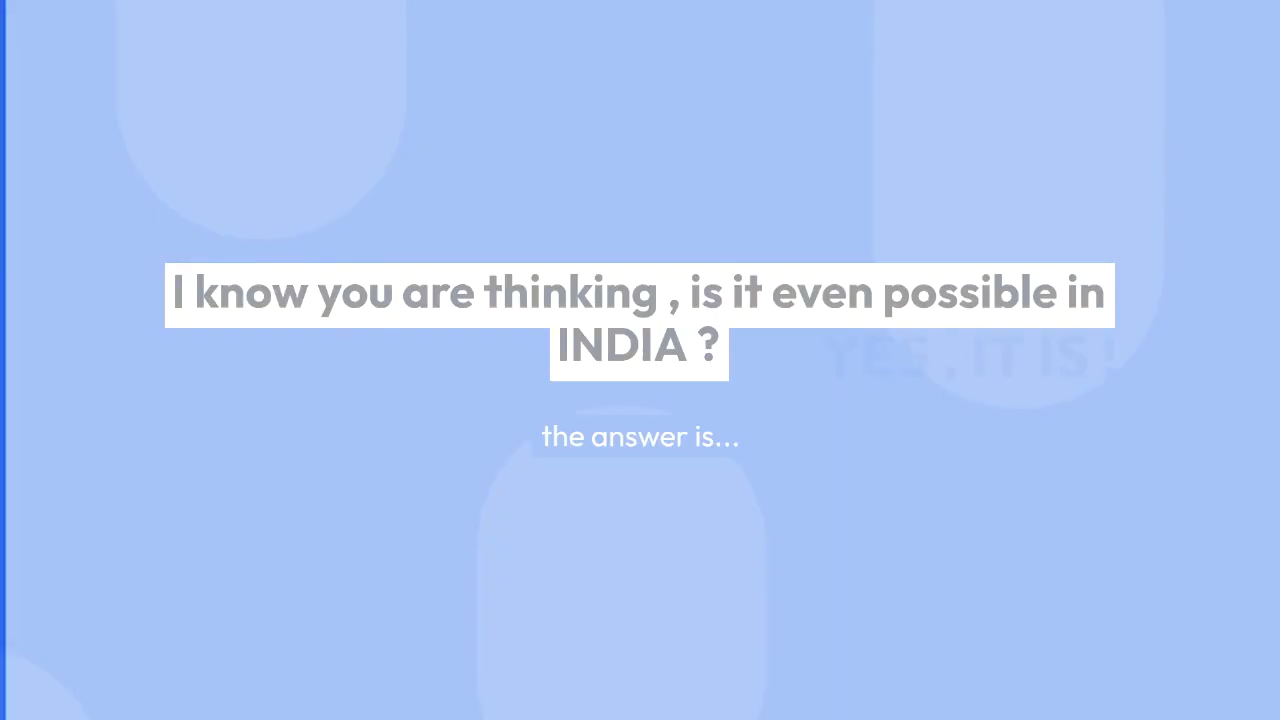 I know you are thinking , is it even possible in
INDIA ?
YES , IT IS !
the answer is...